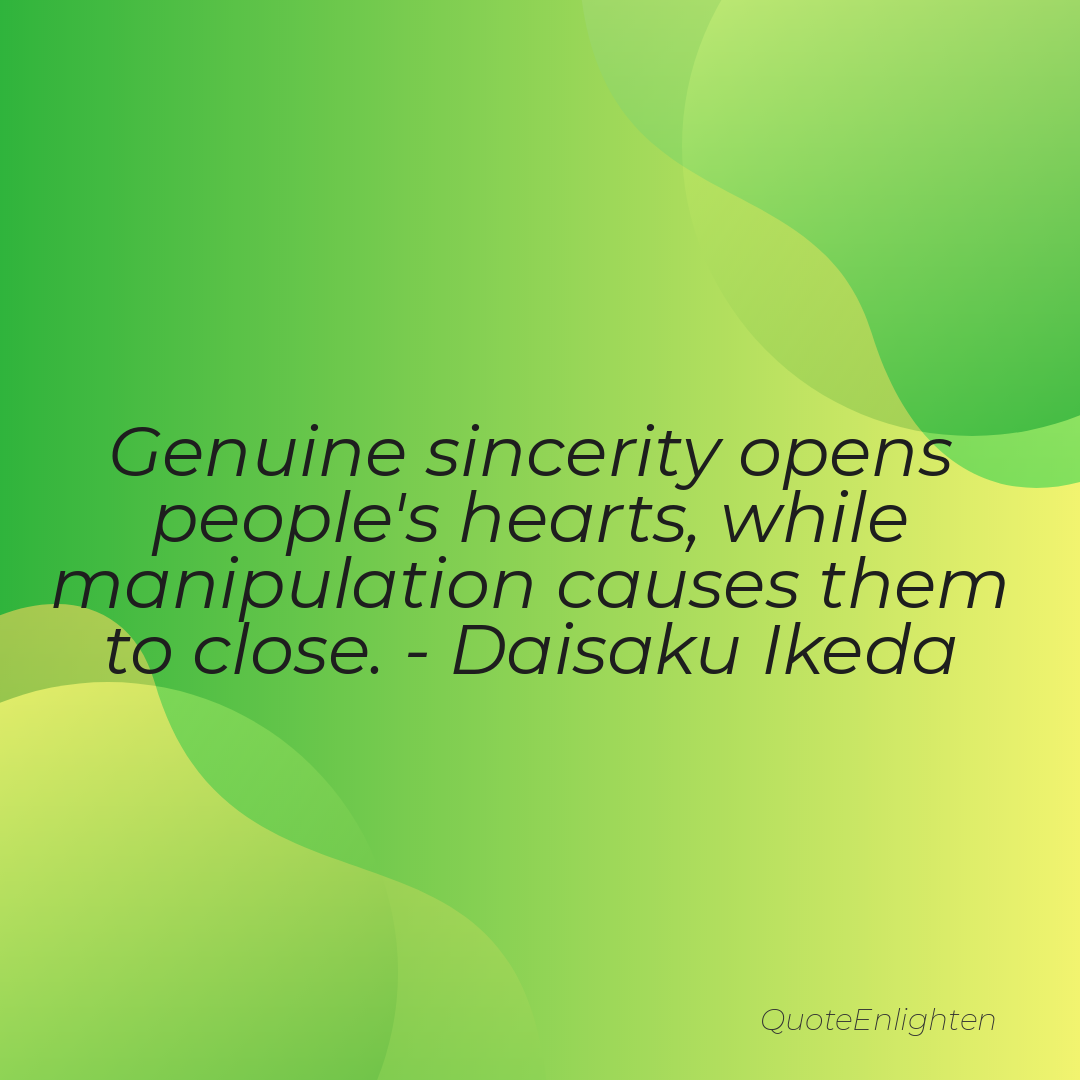 Genuine sincerity opens
people's hearts, while
manipulation causes them
to close. - Daisaku Ikeda
QuoteEnlighten